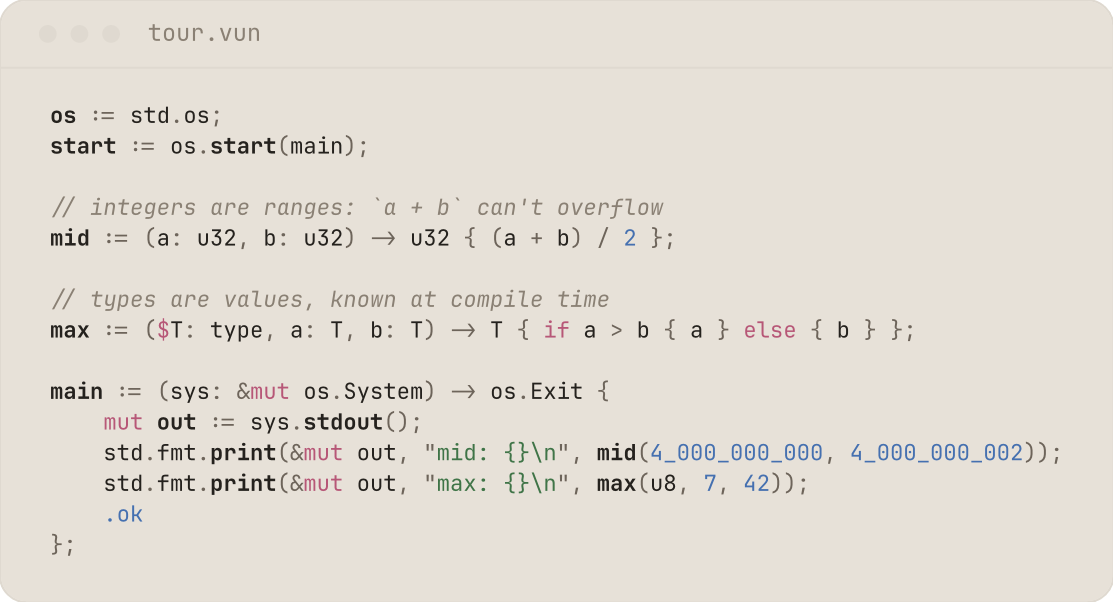 tour.vun
os := std.os;
start := os.start(main);
// integers are ranges: `a + b` can't overflow
mid := (a: u32, b: u32) -> u32 { (a + b) / 2 };
// types are values, known at compile time
max := ($T: type, a: T, b: T) -> T { if a > b { a } else { b } };
main := (sys: &mut os.System) -> os.Exit {
    mut out := sys.stdout();
    std.fmt.print(&mut out, "mid: {}\n", mid(4_000_000_000, 4_000_000_002));
    std.fmt.print(&mut out, "max: {}\n", max(u8, 7, 42));
    .ok
};